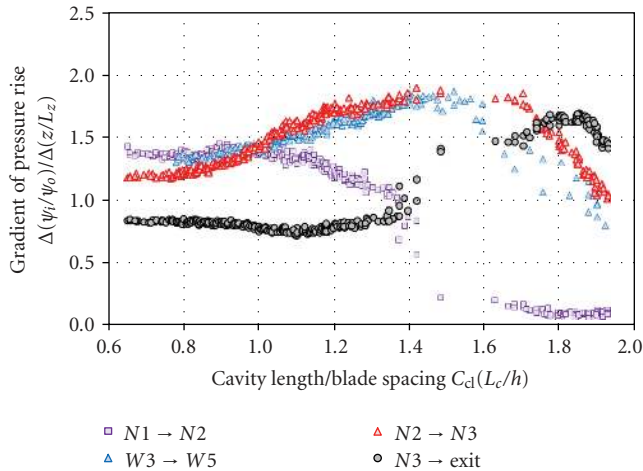 Gradient of pressure rise
Δ(ψi/ψo)/Δ(z/Lz)
2.5
2.0
1.5
1.0
0.5
0.0
0.6 0.8 1.0 1.2 1.4 1.6 1.8 2.0
Cavity length/blade spacing Ccl(Lc/h)
N1 → N2 N2 → N3
W3 → W5 N3 → exit